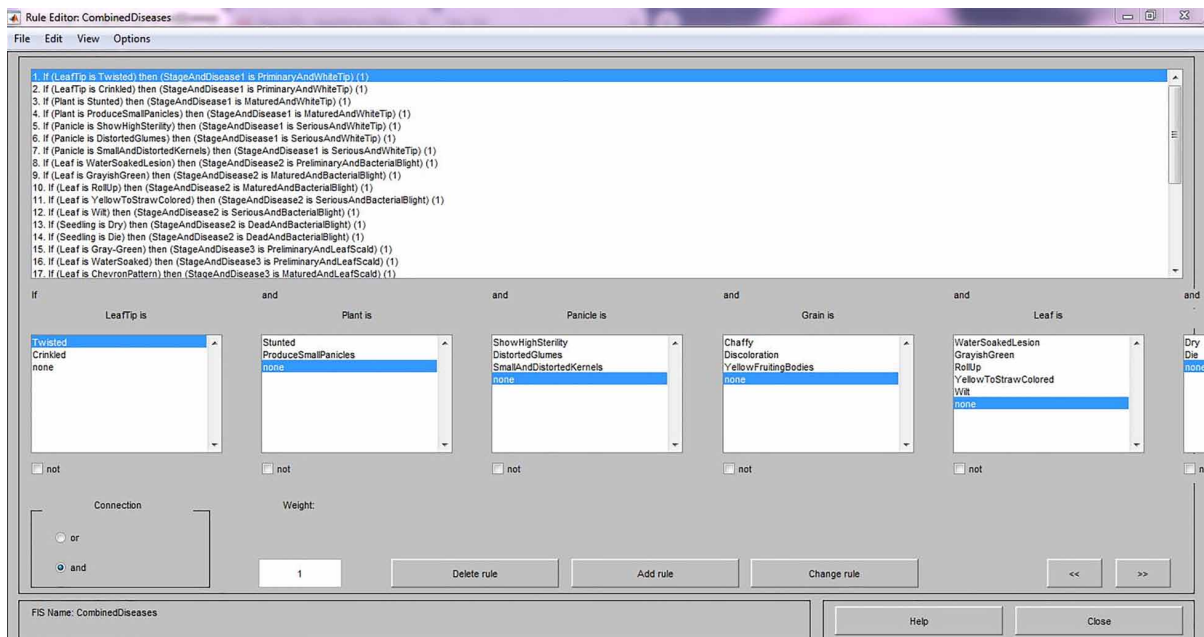 Rule Editor: CombinedDiseases
File Edit View Options
1. If (LeafTip is Twisted) then (StageAndDisease1 is PriminaryAndWhiteTip) (1)
2. If (LeafTip is Crinkled) then (StageAndDisease1 is PriminaryAndWhiteTip) (1)
3. If (Plant is Stunted) then (StageAndDisease1 is MaturedAndWhiteTip) (1)
4. If (Plant is ProduceSmallPanicles) then (StageAndDisease1 is MaturedAndWhiteTip) (1)
5. If (Panicle is ShowHighSterility) then (StageAndDisease1 is SeriousAndWhiteTip) (1)
6. If (Panicle is DistortedGlumes) then (StageAndDisease1 is SeriousAndWhiteTip) (1)
7. If (Panicle is SmallAndDistortedKernels) then (StageAndDisease1 is SeriousAndWhiteTip) (1)
8. If (Leaf is WaterSoakedLesion) then (StageAndDisease2 is PreliminaryAndBacterialBlight) (1)
9. If (Leaf is GrayishGreen) then (StageAndDisease2 is MaturedAndBacterialBlight) (1)
10. If (Leaf is RollUp) then (StageAndDisease2 is MaturedAndBacterialBlight) (1)
11. If (Leaf is YellowToStrawColored) then (StageAndDisease2 is SeriousAndBacterialBlight) (1)
12. If (Leaf is Wilt) then (StageAndDisease2 is SeriousAndBacterialBlight) (1)
13. If (Seedling is Dry) then (StageAndDisease2 is DeadAndBacterialBlight) (1)
14. If (Seedling is Die) then (StageAndDisease2 is DeadAndBacterialBlight) (1)
15. If (Leaf is Gray-Green) then (StageAndDisease3 is PreliminaryAndLeafScald) (1)
16. If (Leaf is WaterSoaked) then (StageAndDisease3 is PreliminaryAndLeafScald) (1)
17. If (Leaf is ChevronPattern) then (StageAndDisease3 is MaturedAndLeafScald) (1)
If and and and and and
LeafTip is Plant is Panicle is Grain is Leaf is
Twisted Stunted ShowHighSterility Chaffy WaterSoakedLesion Dry
Crinkled ProduceSmallPanicles DistortedGlumes Discoloration GrayishGreen Die
none none SmallAndDistortedKernels YellowFruitingBodies RollUp none
none none YellowToStrawColored
Wilt
none
not not not not not
Connection Weight:
or
and 1 Delete rule Add rule Change rule << >>
FIS Name: CombinedDiseases Help Close